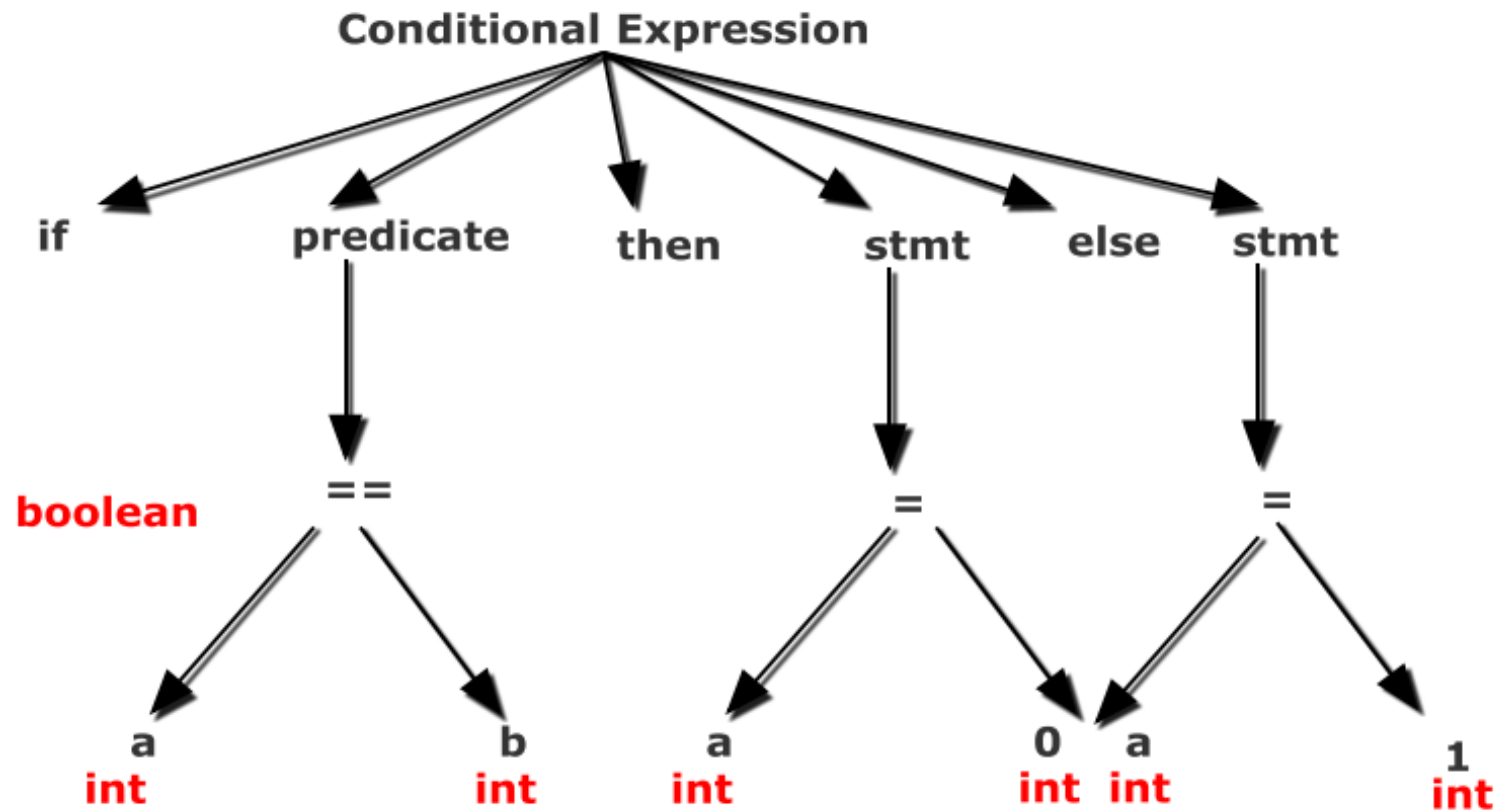 Conditional Expression
if predicate then stmt else stmt
boolean == = =
a b a 0 a 1
int int int int int int